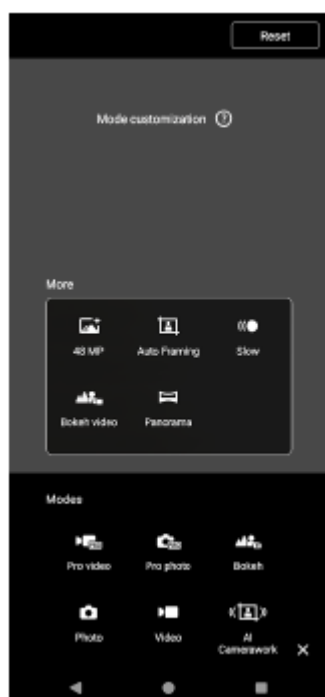 Reset
Mode customization ?
More
48 MP
Auto Framing
Slow
Bokeh video
Panorama
Modes
Pro video
Pro photo
Bokeh
Photo
Video
AI
Camerawork